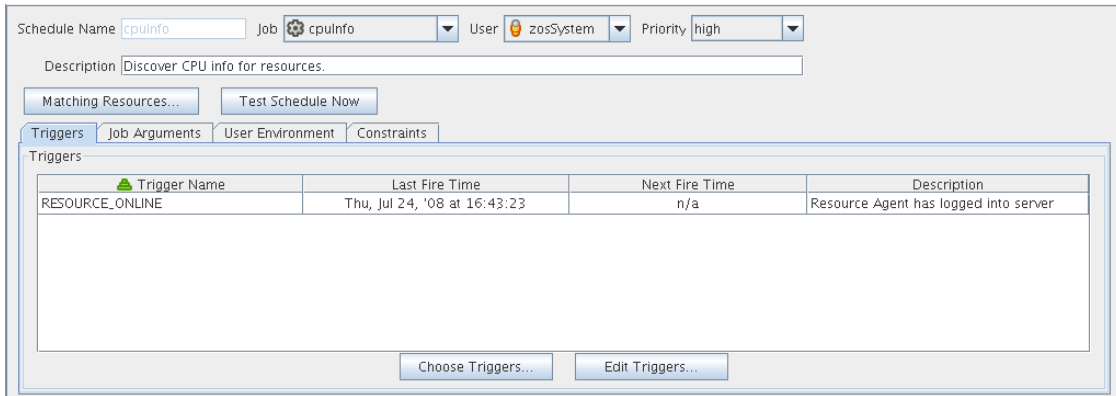 Schedule Name cpuInfo Job cpuInfo User zosSystem Priority high
Description Discover CPU info for resources.
Matching Resources... Test Schedule Now
Triggers Job Arguments User Environment Constraints
Triggers
Trigger Name Last Fire Time Next Fire Time Description
RESOURCE_ONLINE Thu, Jul 24, '08 at 16:43:23 n/a Resource Agent has logged into server
Choose Triggers... Edit Triggers...